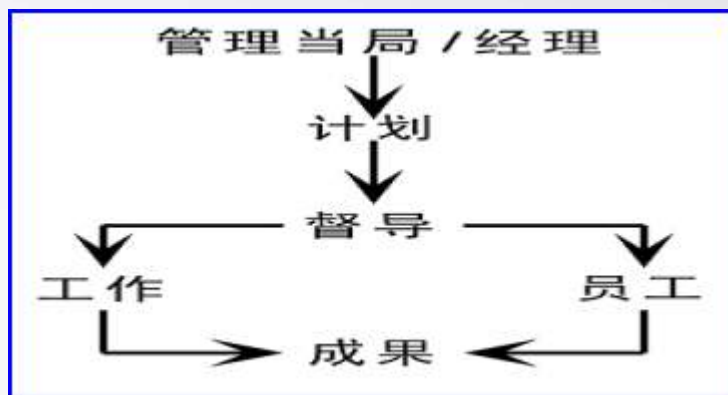 管理当局/经理
计划
督导
工作 员工
成果